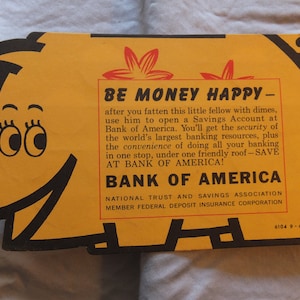 BE MONEY HAPPY—
after you fatten this little fellow with dimes,
use him to open a Savings Account at
Bank of America. You'll get the security of
the world's largest banking resources, plus
the convenience of doing all your banking
in one stop, under one friendly roof—SAVE
AT BANK OF AMERICA!
BANK OF AMERICA
NATIONAL TRUST AND SAVINGS ASSOCIATION
MEMBER FEDERAL DEPOSIT INSURANCE CORPORATION